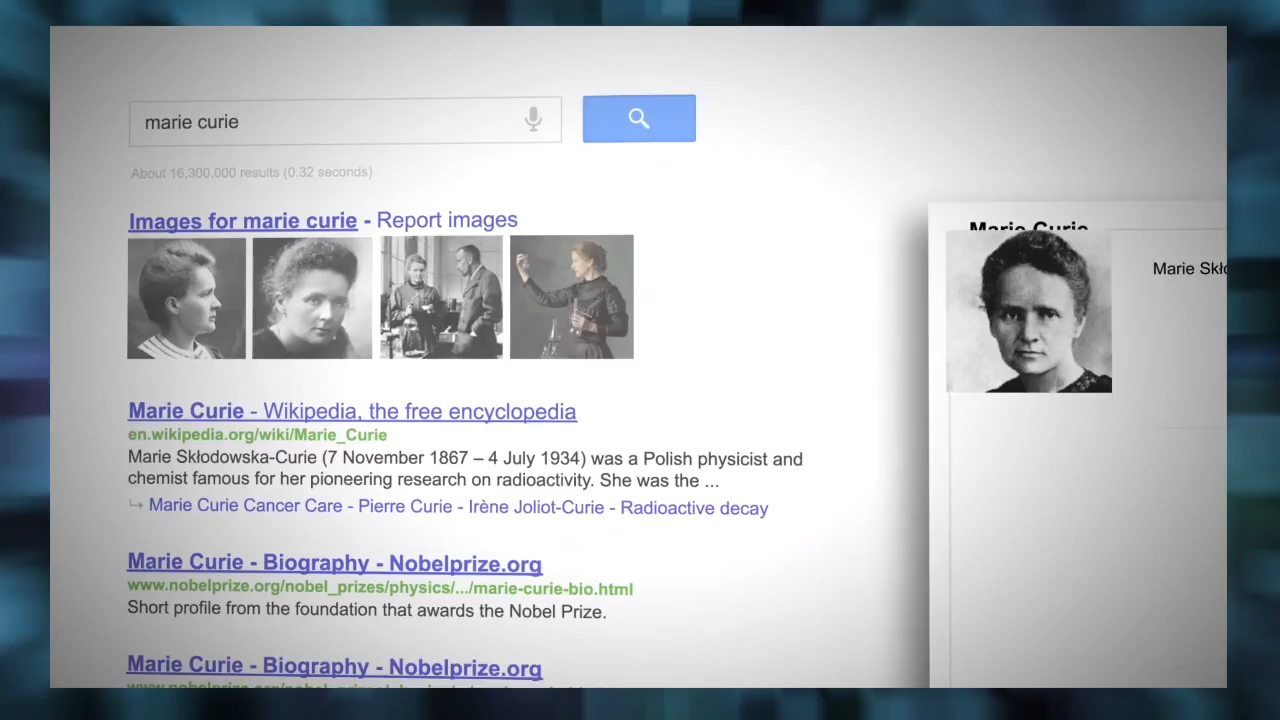 marie curie
About 16,300,000 results (0.32 seconds)
Images for marie curie - Report images
Marie Curie
Marie
Marie Curie - Wikipedia, the free encyclopedia
en.wikipedia.org/wiki/Marie_Curie
Marie Skłodowska-Curie (7 November 1867 – 4 July 1934) was a Polish physicist and
chemist famous for her pioneering research on radioactivity. She was the ...
Marie Curie Cancer Care - Pierre Curie - Irène Joliot-Curie - Radioactive decay
Marie Curie - Biography - Nobelprize.org
www.nobelprize.org/nobel_prizes/physics/.../marie-curie-bio.html
Short profile from the foundation that awards the Nobel Prize.
Marie Curie - Biography - Nobelprize.org